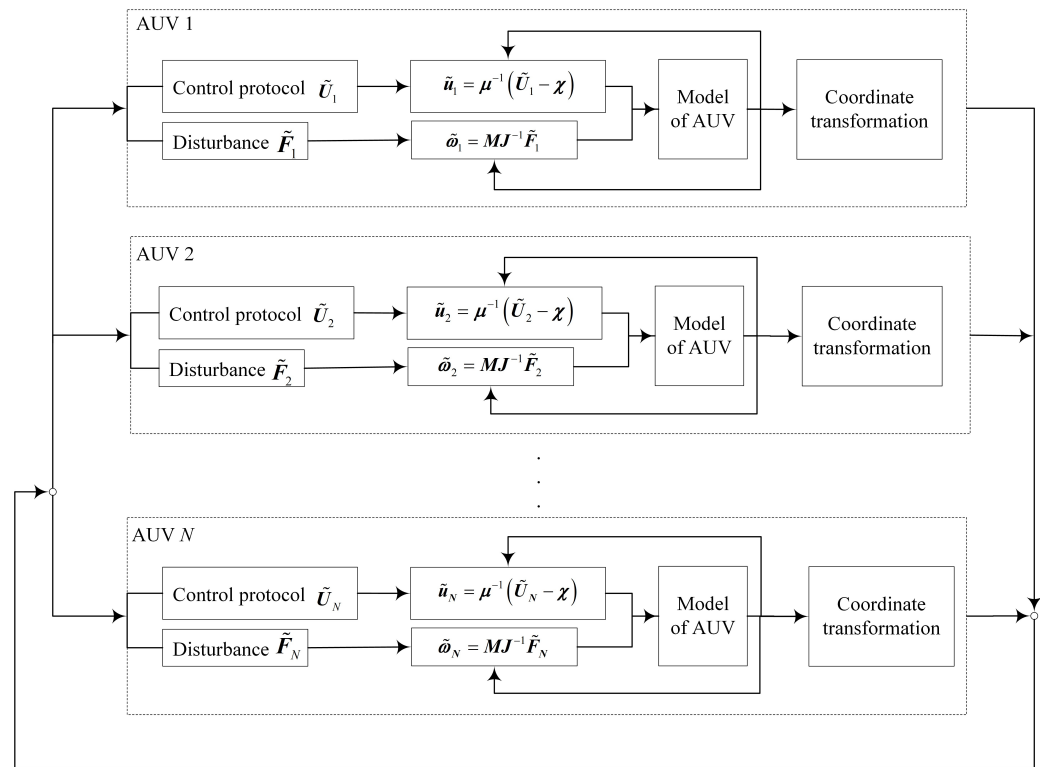 AUV 1
Control protocol Ũ₁
ũ₁ = μ⁻¹(Ũ₁ − χ)
Disturbance F̃₁
ω̃₁ = MJ⁻¹F̃₁
Model
of AUV
Coordinate
transformation
AUV 2
Control protocol Ũ₂
ũ₂ = μ⁻¹(Ũ₂ − χ)
Disturbance F̃₂
ω̃₂ = MJ⁻¹F̃₂
Model
of AUV
Coordinate
transformation
AUV N
Control protocol Ũ_N
ũ_N = μ⁻¹(Ũ_N − χ)
Disturbance F̃_N
ω̃_N = MJ⁻¹F̃_N
Model
of AUV
Coordinate
transformation